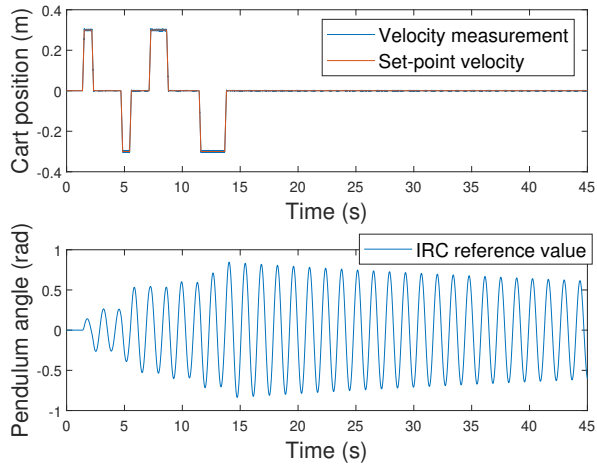 Cart position (m)
0.4
0.2
0
-0.2
-0.4
Velocity measurement
Set-point velocity
0 5 10 15 20 25 30 35 40 45
Time (s)
Pendulum angle (rad)
1
0.5
0
-0.5
-1
IRC reference value
0 5 10 15 20 25 30 35 40 45
Time (s)